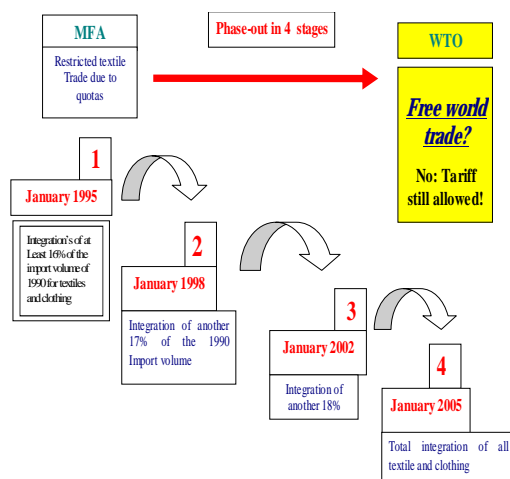 MFA
Restricted textile
Trade due to
quotas
Phase-out in 4 stages
WTO
Free world
trade?
No: Tariff
still allowed!
1
January 1995
Integration's of at
Least 16% of the
import volume of
1990 for textiles
and clothing
2
January 1998
Integration of another
17% of the 1990
Import volume
3
January 2002
Integration of
another 18%
4
January 2005
Total integration of all
textile and clothing